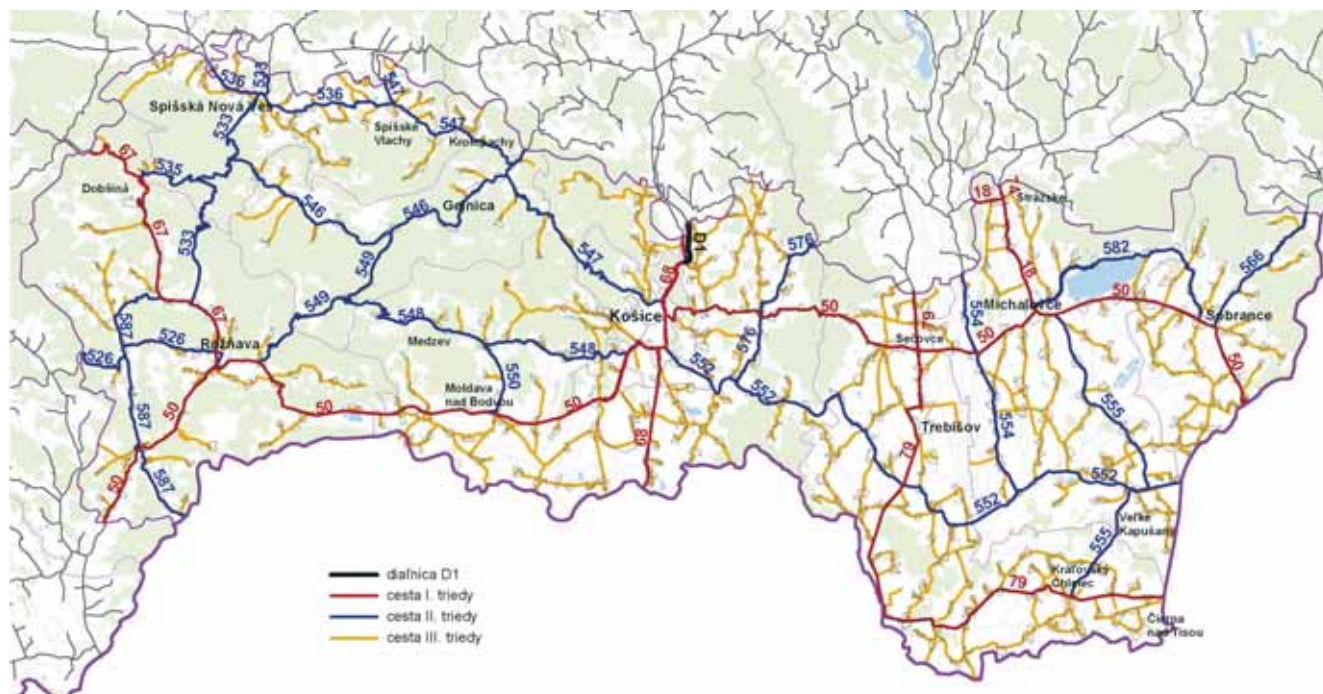 536
533
Spišská Nová Ves
536
547
533
Spišské
Vlachy
547
Krompachy
67
535
Dobšiná
546
546
Gelnica
67
533
549
547
D1
68
576
18
Strážske
18
582
566
50
50
554
Michalovce
Sobrance
50
50
Košice
67
Rožňava
549
548
Medzev
548
587
526
526
550
552
576
552
Sečovce
79
Moldava
nad Bodvou
50
50
50
68
Trebišov
79
554
555
587
587
50
552
552
Veľké
Kapušany
555
Kráľovský
Chlmec
79
Čierna
nad Tisou
diaľnica D1
cesta I. triedy
cesta II. triedy
cesta III. triedy